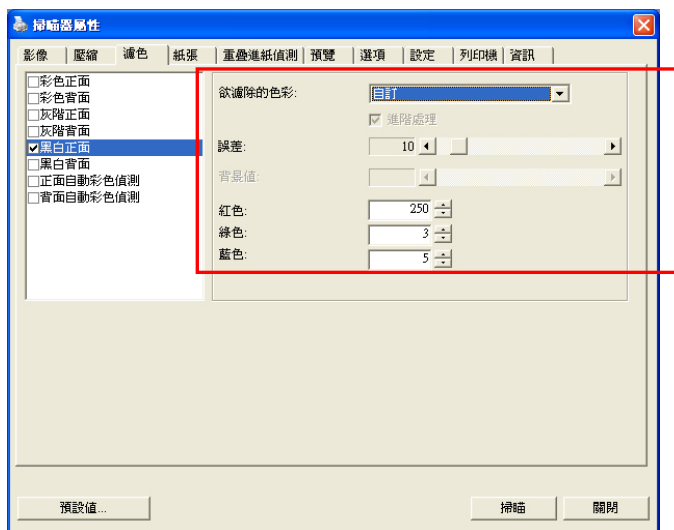 掃瞄器屬性
影像 壓縮 濾色 紙張 重疊進紙偵測 預覽 選項 設定 列印機 資訊
彩色正面
彩色背面
灰階正面
灰階背面
黑白正面
黑白背面
正面自動彩色偵測
背面自動彩色偵測
欲濾除的色彩: 自訂
進階處理
誤差: 10
背景值:
紅色: 250
綠色: 3
藍色: 5
預設值... 掃瞄 關閉